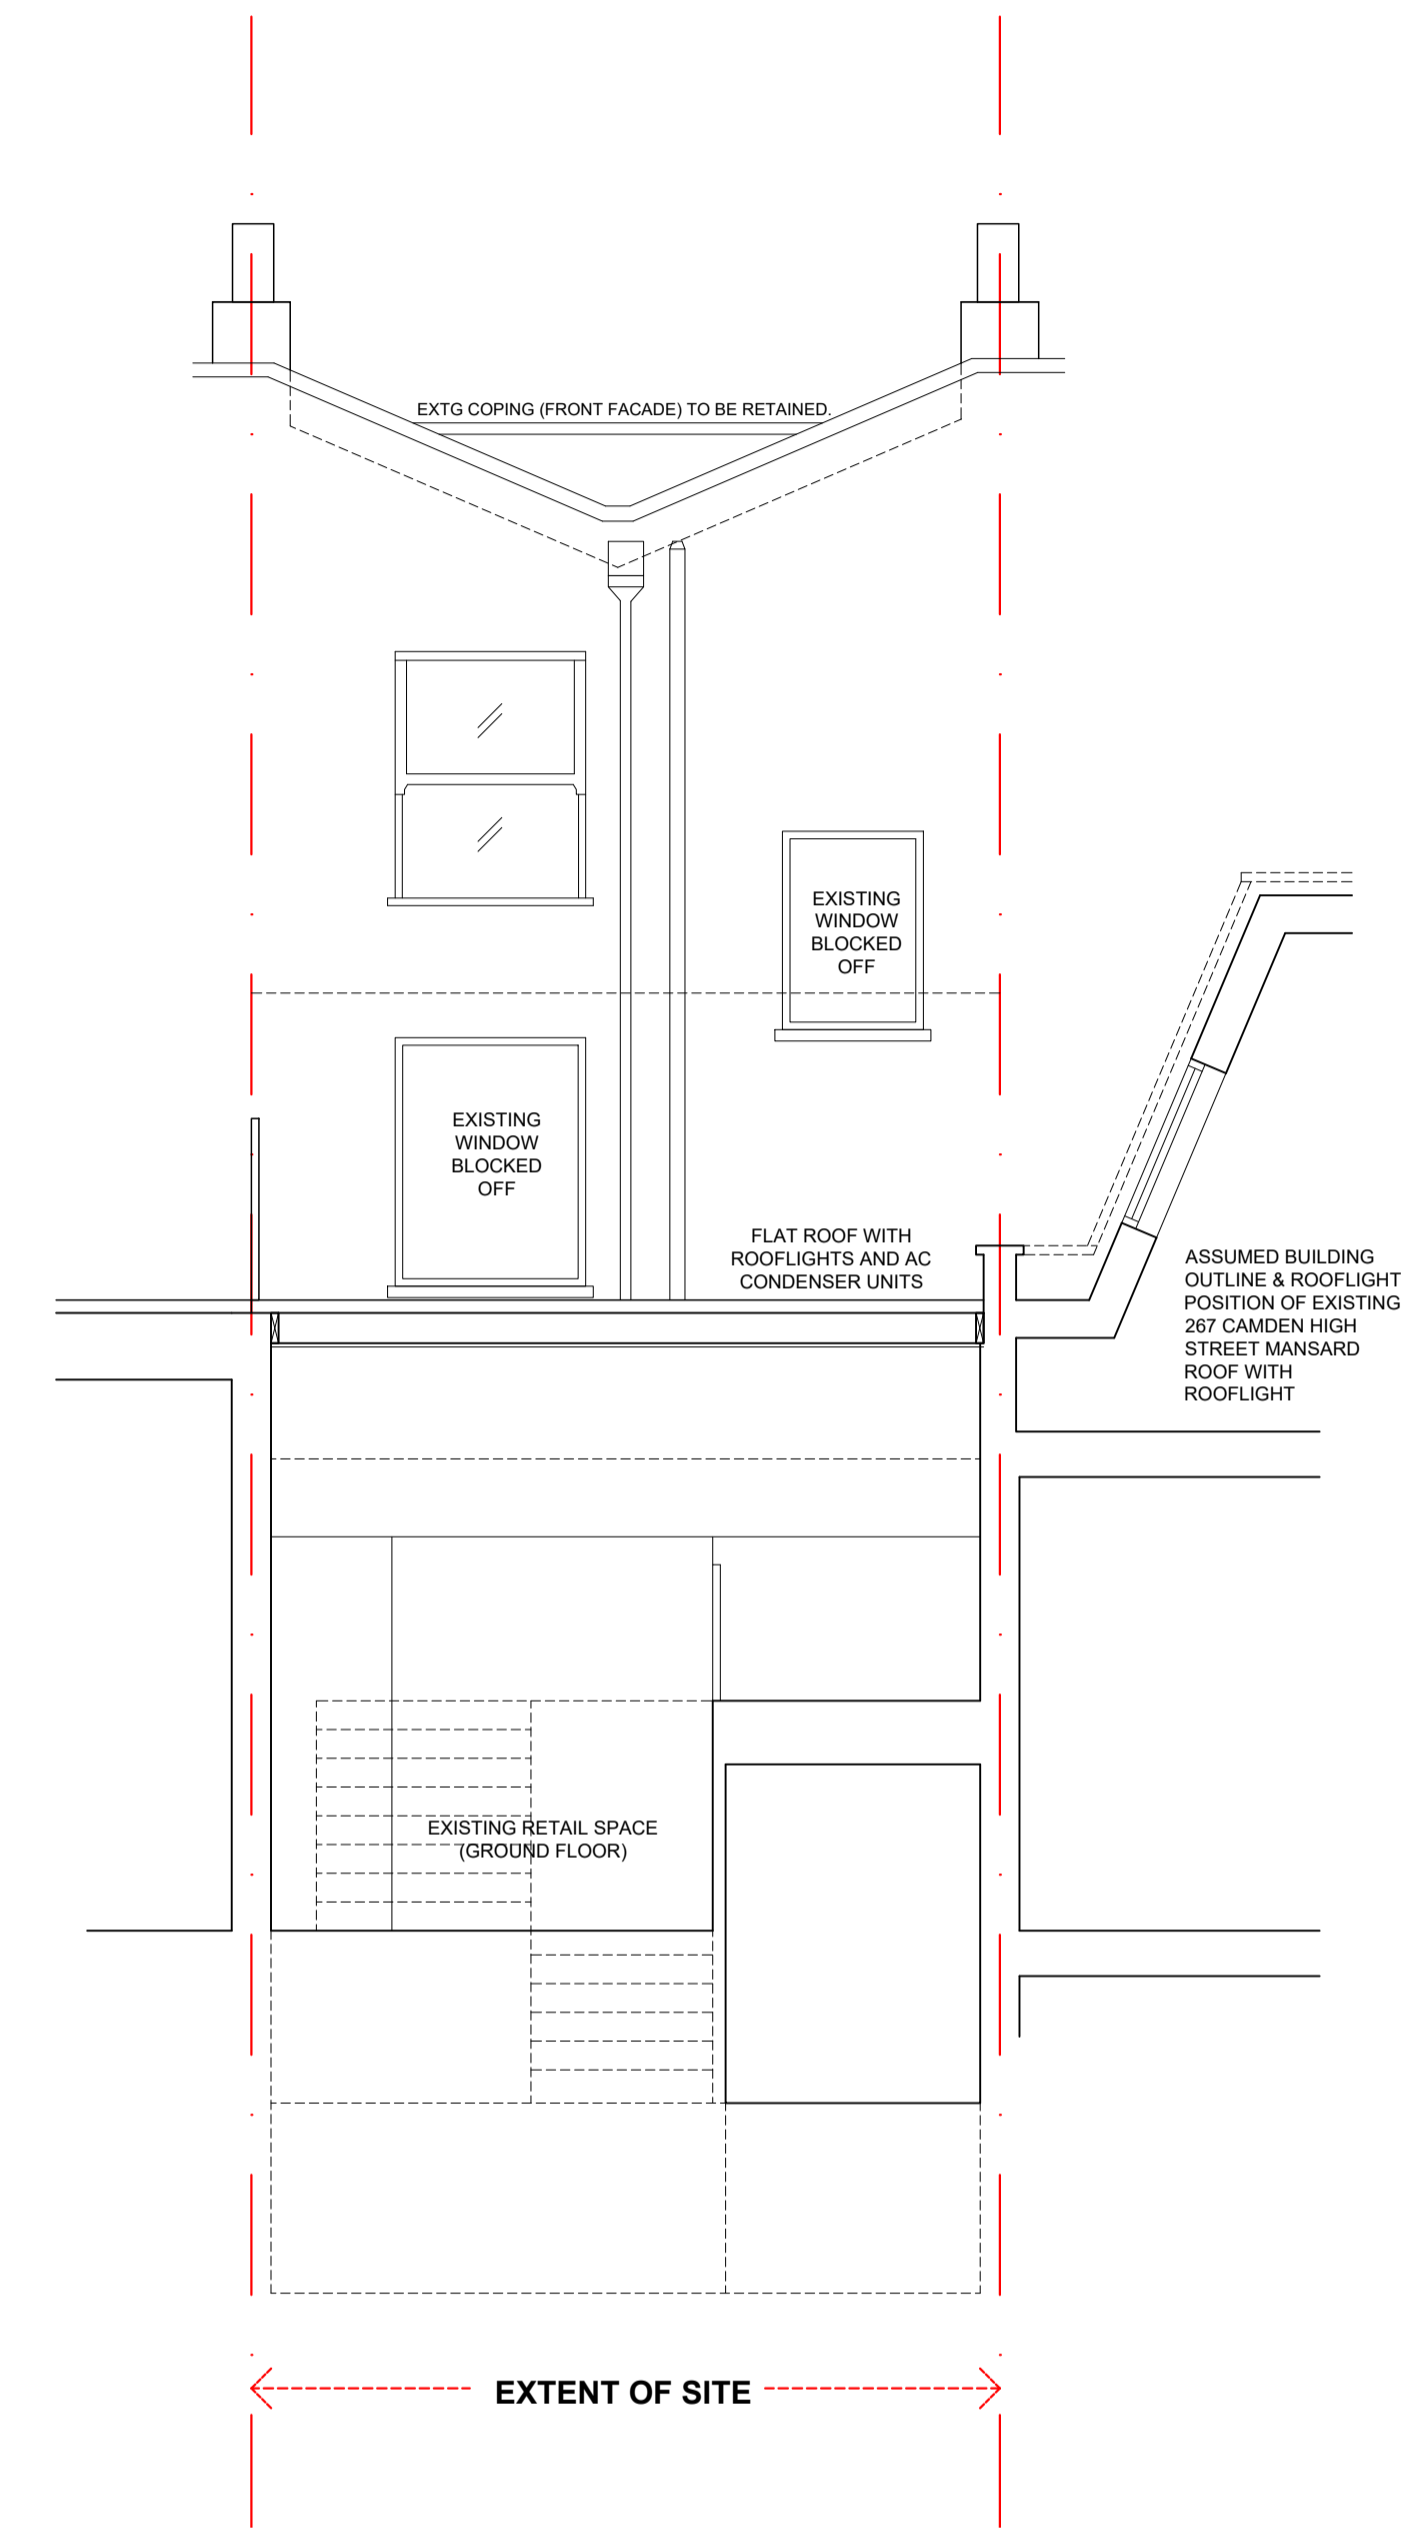 EXTG COPING (FRONT FACADE) TO BE RETAINED.
EXISTING
WINDOW
BLOCKED
OFF
EXISTING
WINDOW
BLOCKED
OFF
FLAT ROOF WITH
ROOFLIGHTS AND AC
CONDENSER UNITS
ASSUMED BUILDING
OUTLINE & ROOFLIGHT
POSITION OF EXISTING
267 CAMDEN HIGH
STREET MANSARD
ROOF WITH
ROOFLIGHT
EXISTING RETAIL SPACE
(GROUND FLOOR)
EXTENT OF SITE